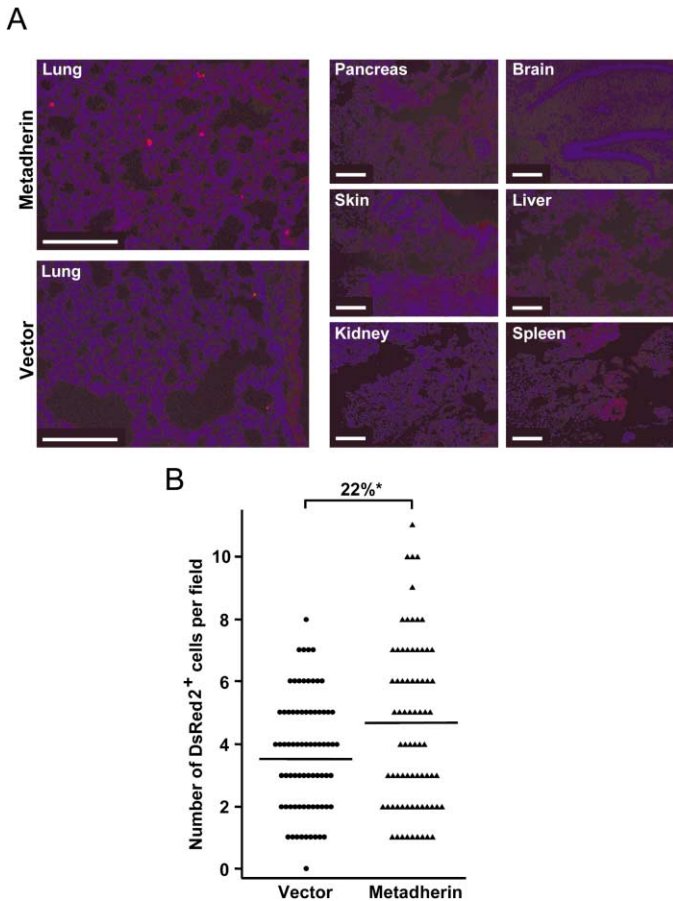 A
Metadherin
Lung
Pancreas
Brain
Skin
Liver
Vector
Lung
Kidney
Spleen
B
22%*
Number of DsRed2+ cells per field
10
8
6
4
2
0
Vector
Metadherin